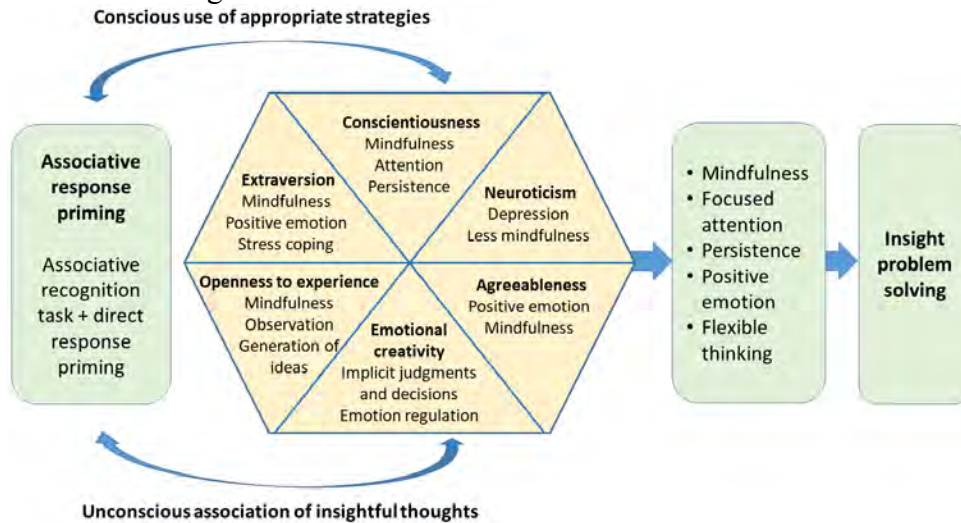 Conscious use of appropriate strategies
Associative
response
priming
Associative
recognition
task + direct
response
priming
Conscientiousness
Mindfulness
Attention
Persistence
Extraversion
Mindfulness
Positive emotion
Stress coping
Neuroticism
Depression
Less mindfulness
Openness to experience
Mindfulness
Observation
Generation of
ideas
Emotional
creativity
Implicit judgments
and decisions
Emotion regulation
Agreeableness
Positive emotion
Mindfulness
• Mindfulness
• Focused
attention
• Persistence
• Positive
emotion
• Flexible
thinking
Insight
problem
solving
Unconscious association of insightful thoughts